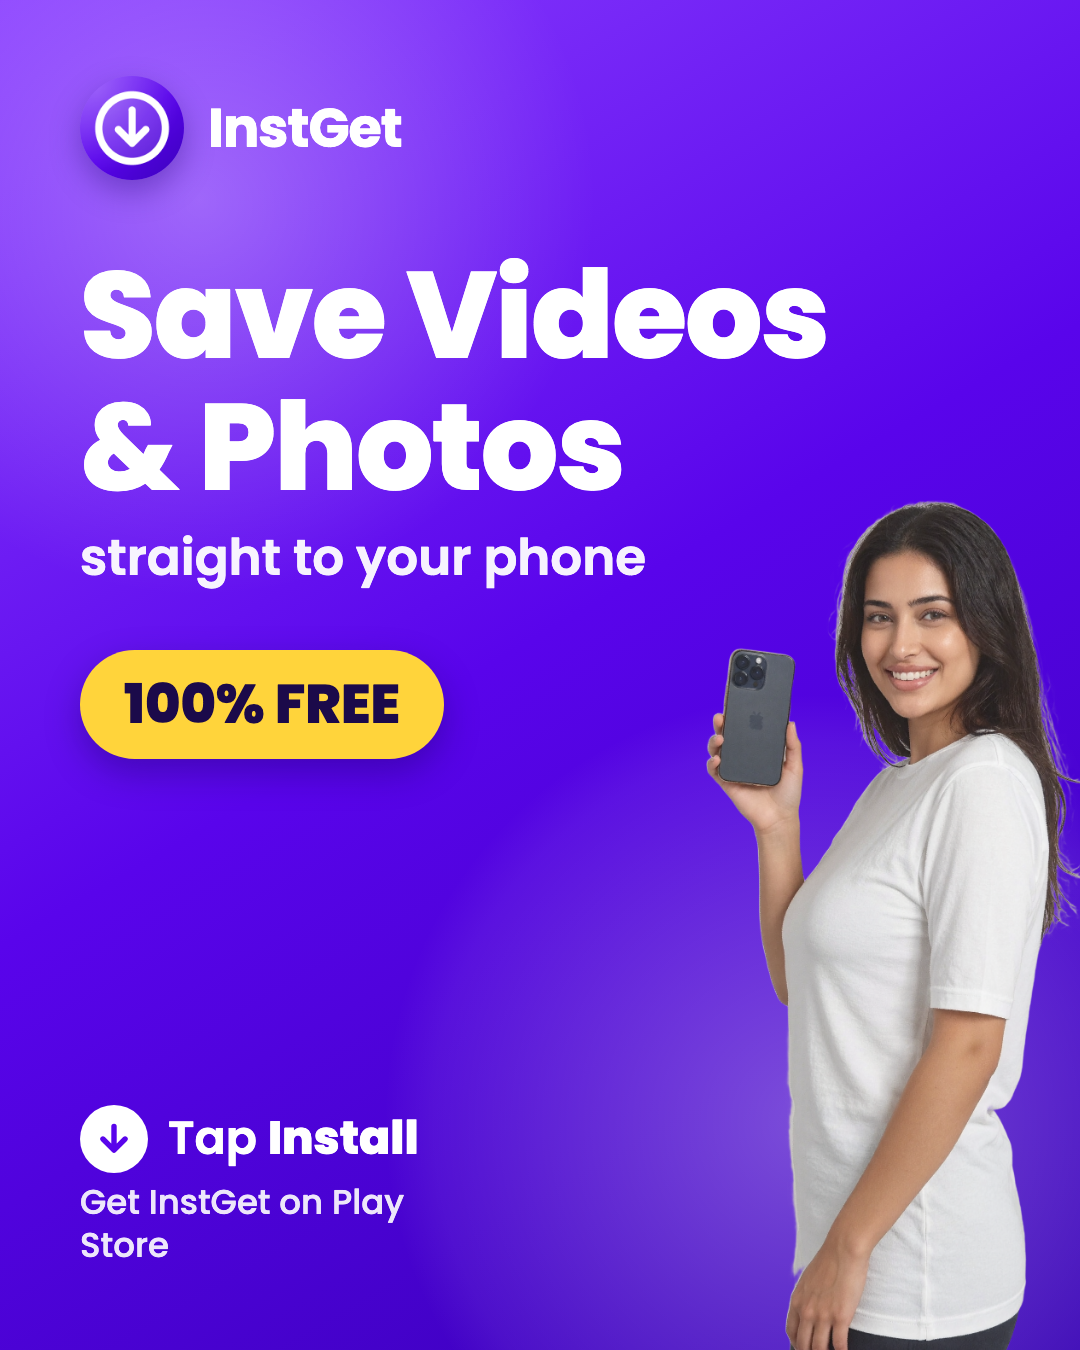 InstGet
Save Videos
& Photos
straight to your phone
100% FREE
Tap Install
Get InstGet on Play
Store